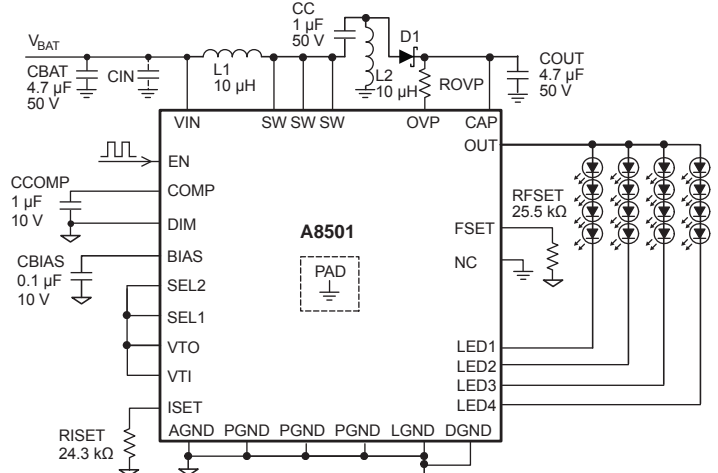 VBAT
CBAT
4.7 µF
50 V
CIN
L1
10 µH
CC
1 µF
50 V
L2
10 µH
D1
ROVP
COUT
4.7 µF
50 V
VIN
SW SW SW
OVP
CAP
OUT
EN
CCOMP
1 µF
10 V
COMP
DIM
CBIAS
0.1 µF
10 V
BIAS
SEL2
SEL1
VTO
VTI
ISET
RISET
24.3 kΩ
A8501
PAD
RFSET
25.5 kΩ
FSET
NC
LED1
LED2
LED3
LED4
AGND PGND PGND PGND LGND DGND